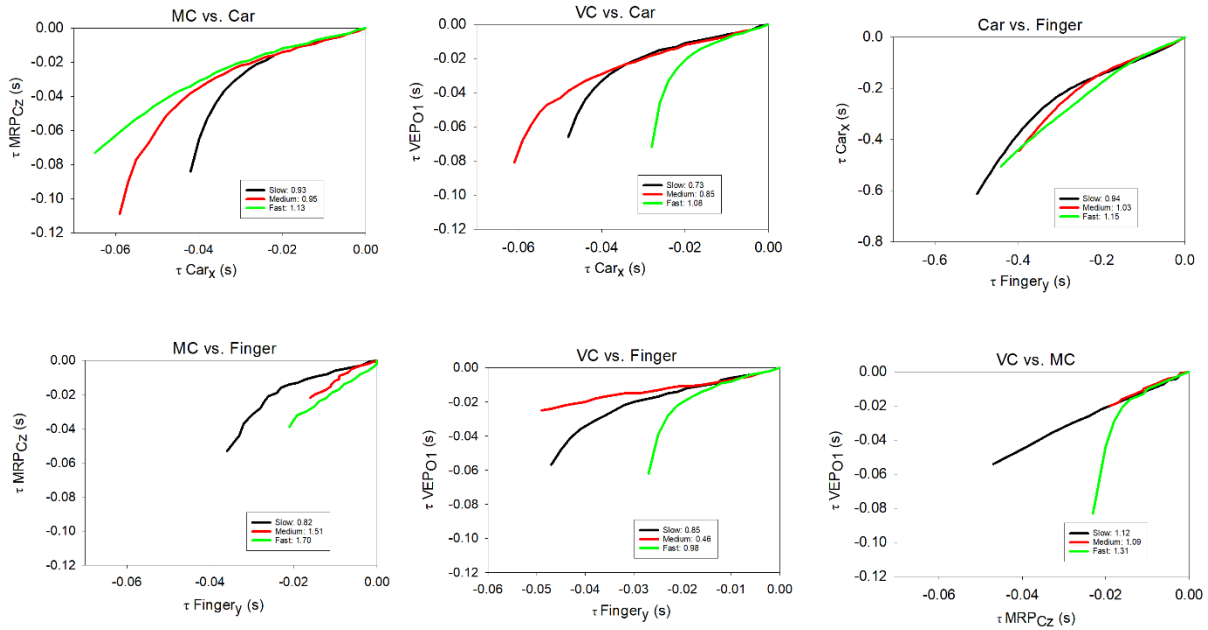 MC vs. Car
τ MRPCz (s)
0.00
-0.02
-0.04
-0.06
-0.08
-0.10
-0.12
Slow: 0.93
Medium: 0.95
Fast: 1.13
-0.06 -0.04 -0.02 0.00
τ Carx (s)
VC vs. Car
τ VEPO1 (s)
0.00
-0.02
-0.04
-0.06
-0.08
-0.10
-0.12
Slow: 0.73
Medium: 0.85
Fast: 1.08
-0.06 -0.04 -0.02 0.00
τ Carx (s)
Car vs. Finger
τ Carx (s)
0.0
-0.2
-0.4
-0.6
-0.8
Slow: 0.94
Medium: 1.03
Fast: 1.15
-0.6 -0.4 -0.2 0.0
τ Fingery (s)
MC vs. Finger
τ MRPCz (s)
0.00
-0.02
-0.04
-0.06
-0.08
-0.10
-0.12
Slow: 0.82
Medium: 1.51
Fast: 1.70
-0.06 -0.04 -0.02 0.00
τ Fingery (s)
VC vs. Finger
τ VEPO1 (s)
0.00
-0.02
-0.04
-0.06
-0.08
-0.10
-0.12
Slow: 0.85
Medium: 0.46
Fast: 0.98
-0.06 -0.05 -0.04 -0.03 -0.02 -0.01 0.00
τ Fingery (s)
VC vs. MC
τ VEPO1 (s)
0.00
-0.02
-0.04
-0.06
-0.08
-0.10
-0.12
Slow: 1.12
Medium: 1.09
Fast: 1.31
-0.06 -0.04 -0.02 0.00
τ MRPCz (s)